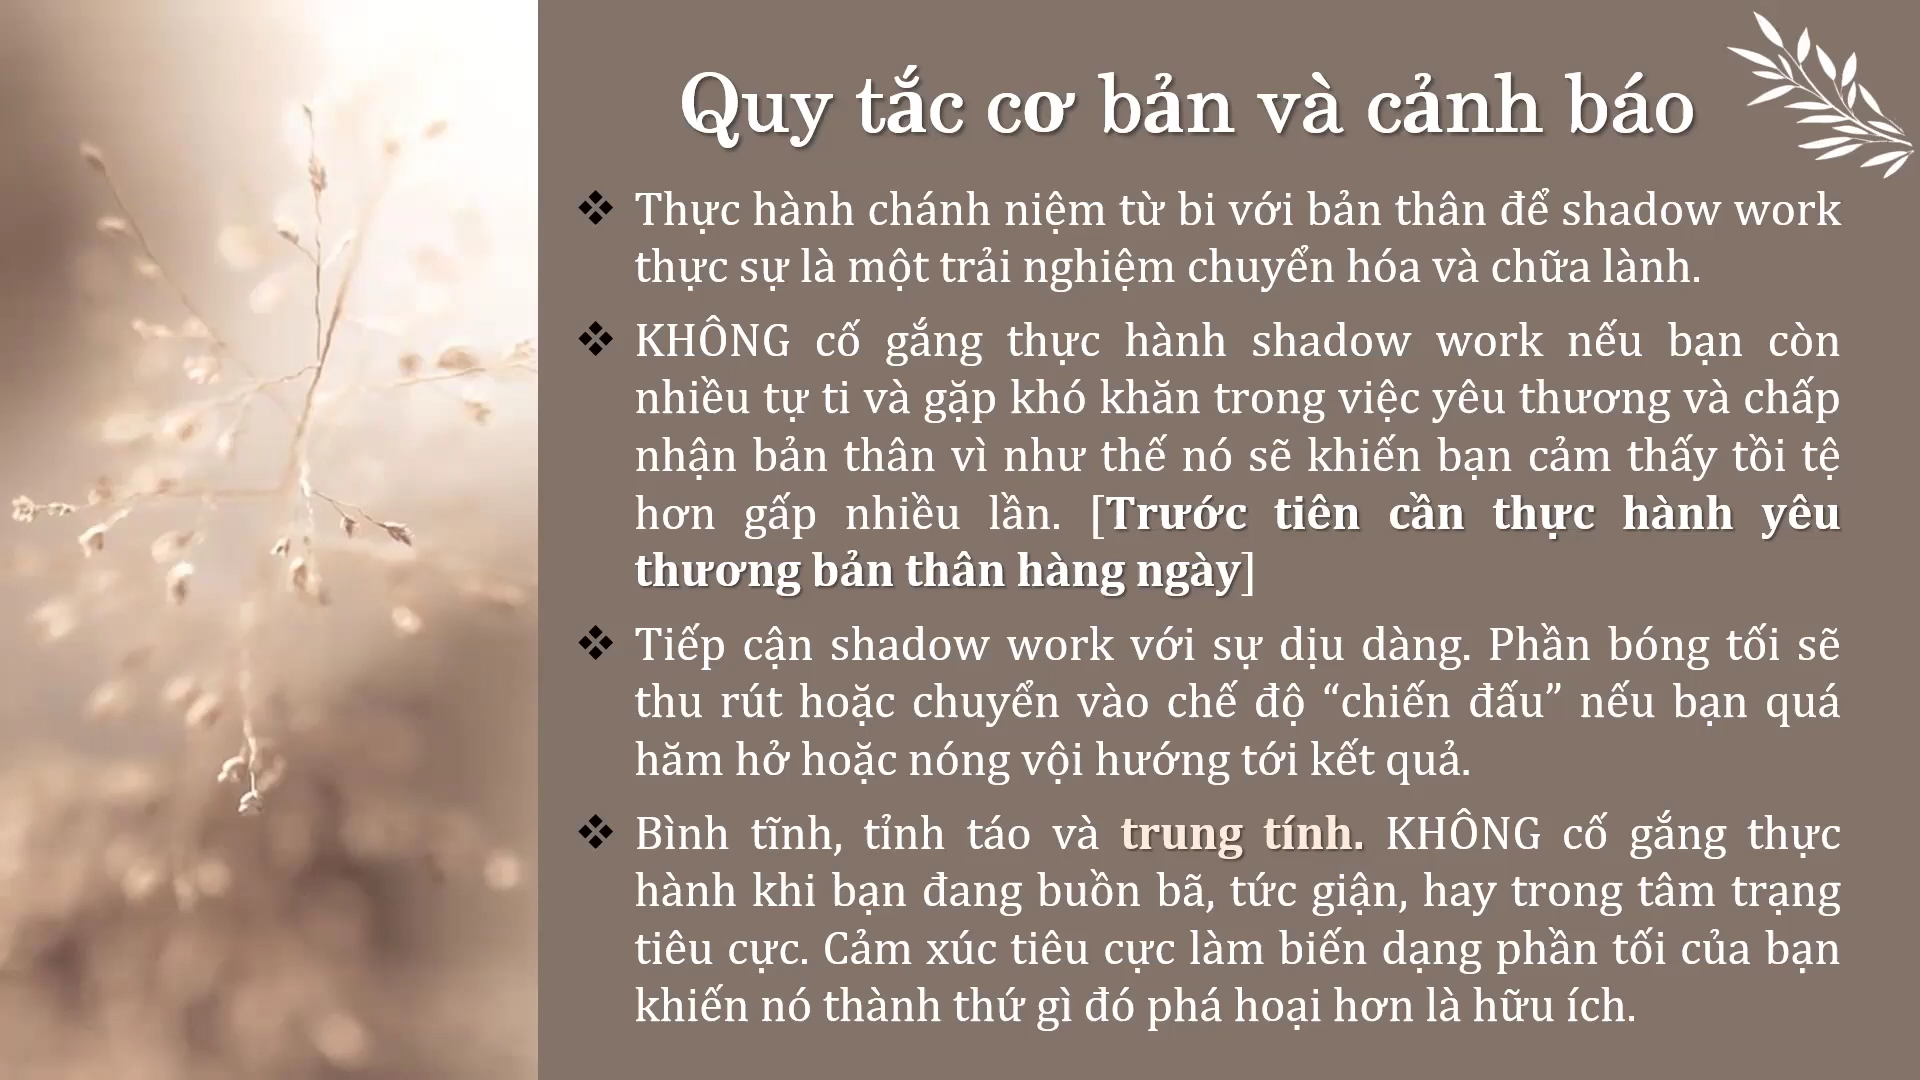 Quy tắc cơ bản và cảnh báo
❖ Thực hành chánh niệm từ bi với bản thân để shadow work
thực sự là một trải nghiệm chuyển hóa và chữa lành.
❖ KHÔNG cố gắng thực hành shadow work nếu bạn còn
nhiều tự ti và gặp khó khăn trong việc yêu thương và chấp
nhận bản thân vì như thế nó sẽ khiến bạn cảm thấy tồi tệ
hơn gấp nhiều lần. [Trước tiên cần thực hành yêu
thương bản thân hàng ngày]
❖ Tiếp cận shadow work với sự dịu dàng. Phần bóng tối sẽ
thu rút hoặc chuyển vào chế độ “chiến đấu” nếu bạn quá
hăm hở hoặc nóng vội hướng tới kết quả.
❖ Bình tĩnh, tỉnh táo và trung tính. KHÔNG cố gắng thực
hành khi bạn đang buồn bã, tức giận, hay trong tâm trạng
tiêu cực. Cảm xúc tiêu cực làm biến dạng phần tối của bạn
khiến nó thành thứ gì đó phá hoại hơn là hữu ích.